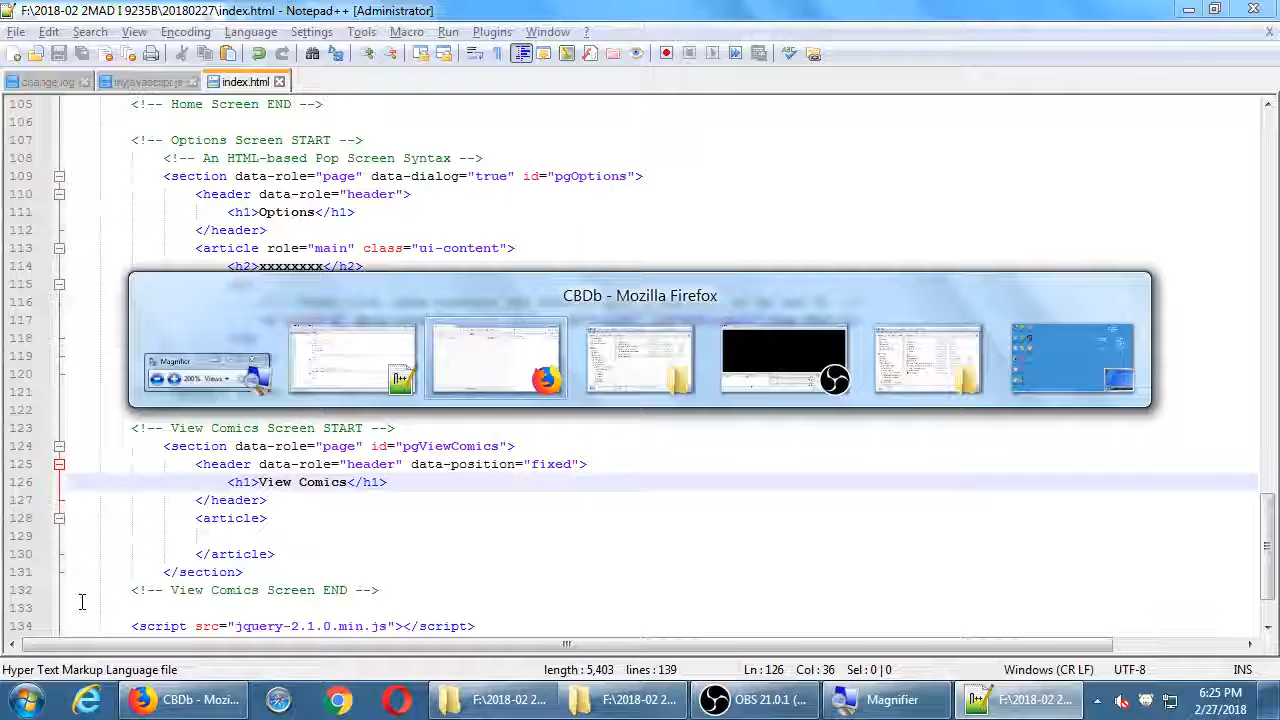 F:\2018-02 2MAD I 9235B\20180227\index.html - Notepad++ [Administrator]
File Edit Search View Encoding Language Settings Tools Macro Run Plugins Window ? X
change.log myjavascript.js index.html
105 <!-- Home Screen END -->
106
107 <!-- Options Screen START -->
108 <!-- An HTML-based Pop Screen Syntax -->
109 <section data-role="page" data-dialog="true" id="pgOptions">
110 <header data-role="header">
111 <h1>Options</h1>
112 </header>
113 <article role="main" class="ui-content">
114 <h2>xxxxxxxx</h2>
115
116
117
118
119
120
121
122
CBDb - Mozilla Firefox
Magnifier
200% Views
123 <!-- View Comics Screen START -->
124 <section data-role="page" id="pgViewComics">
125 <header data-role="header" data-position="fixed">
126 <h1>View Comics</h1>
127 </header>
128 <article>
129
130 </article>
131 </section>
132 <!-- View Comics Screen END -->
133
134 <script src="jquery-2.1.0.min.js"></script>
Hyper Text Markup Language file length : 5,403 lines : 139 Ln : 126 Col : 36 Sel : 0 | 0 Windows (CR LF) UTF-8 INS
CBDb - Mozi... F:\2018-02 2... F:\2018-02 2... OBS 21.0.1 (... Magnifier F:\2018-02 2... 6:25 PM
2/27/2018